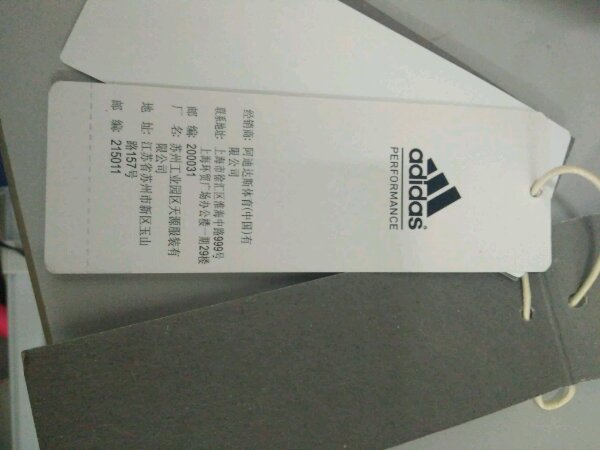 adidas
PERFORMANCE
经销商: 阿迪达斯体育(中国)有
限公司
联系地址: 上海市徐汇区淮海中路999号
上海环贸广场办公楼一期29楼
邮 编: 200031
厂 名: 苏州工业园区天源服装有
限公司
地 址: 江苏省苏州市新区玉山
路157号
邮 编: 215011